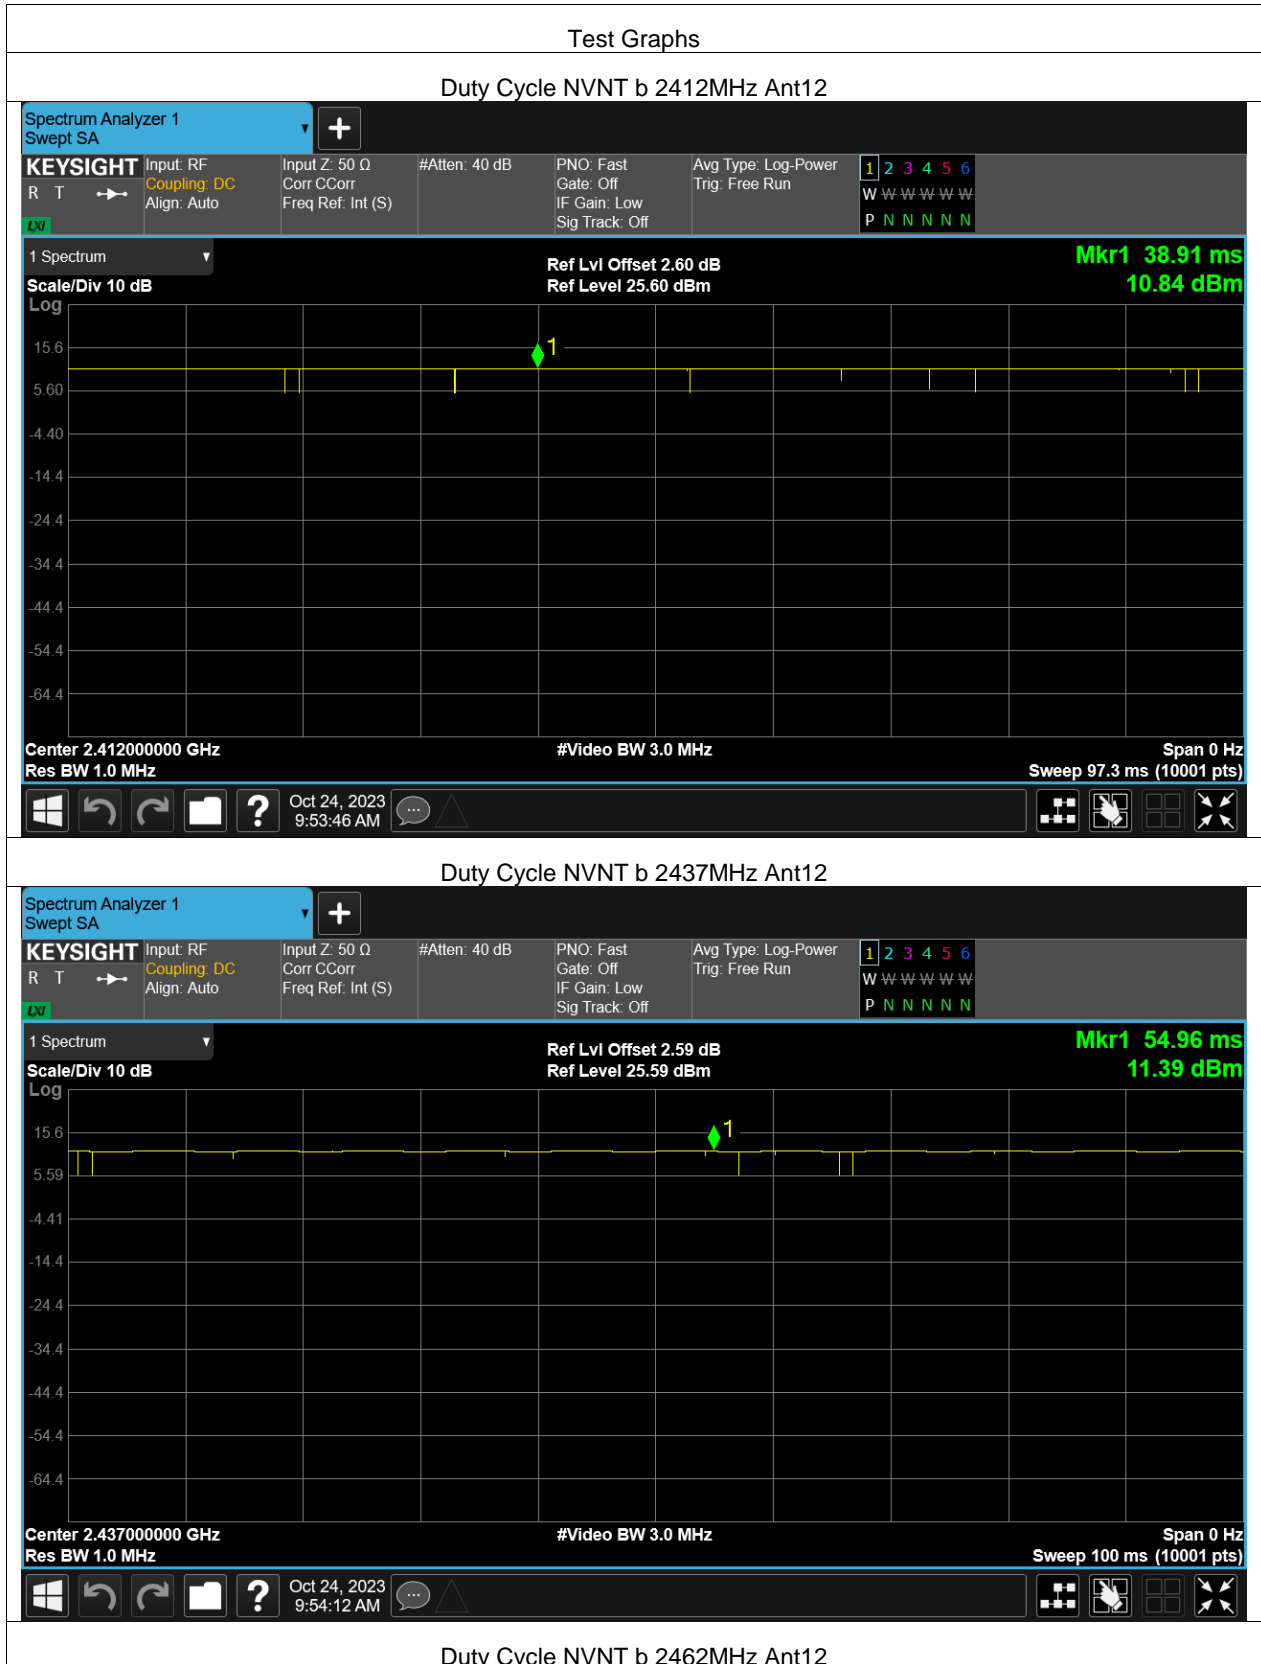 Test Graphs
Duty Cycle NVNT b 2412MHz Ant12
Spectrum Analyzer 1
Swept SA
KEYSIGHT
R T
LXI
Input: RF
Coupling: DC
Align: Auto
Input Z: 50 Ω
Corr CCorr
Freq Ref: Int (S)
#Atten: 40 dB
PNO: Fast
Gate: Off
IF Gain: Low
Sig Track: Off
Avg Type: Log-Power
Trig: Free Run
1 2 3 4 5 6
W W W W W W
P N N N N N
1 Spectrum
Scale/Div 10 dB
Ref Lvl Offset 2.60 dB
Ref Level 25.60 dBm
Mkr1 38.91 ms
10.84 dBm
Log
15.6
5.60
-4.40
-14.4
-24.4
-34.4
-44.4
-54.4
-64.4
1
Center 2.412000000 GHz
Res BW 1.0 MHz
#Video BW 3.0 MHz
Span 0 Hz
Sweep 97.3 ms (10001 pts)
?
Oct 24, 2023
9:53:46 AM
Duty Cycle NVNT b 2437MHz Ant12
Spectrum Analyzer 1
Swept SA
KEYSIGHT
R T
LXI
Input: RF
Coupling: DC
Align: Auto
Input Z: 50 Ω
Corr CCorr
Freq Ref: Int (S)
#Atten: 40 dB
PNO: Fast
Gate: Off
IF Gain: Low
Sig Track: Off
Avg Type: Log-Power
Trig: Free Run
1 2 3 4 5 6
W W W W W W
P N N N N N
1 Spectrum
Scale/Div 10 dB
Ref Lvl Offset 2.59 dB
Ref Level 25.59 dBm
Mkr1 54.96 ms
11.39 dBm
Log
15.6
5.59
-4.41
-14.4
-24.4
-34.4
-44.4
-54.4
-64.4
1
Center 2.437000000 GHz
Res BW 1.0 MHz
#Video BW 3.0 MHz
Span 0 Hz
Sweep 100 ms (10001 pts)
?
Oct 24, 2023
9:54:12 AM
Duty Cycle NVNT b 2462MHz Ant12